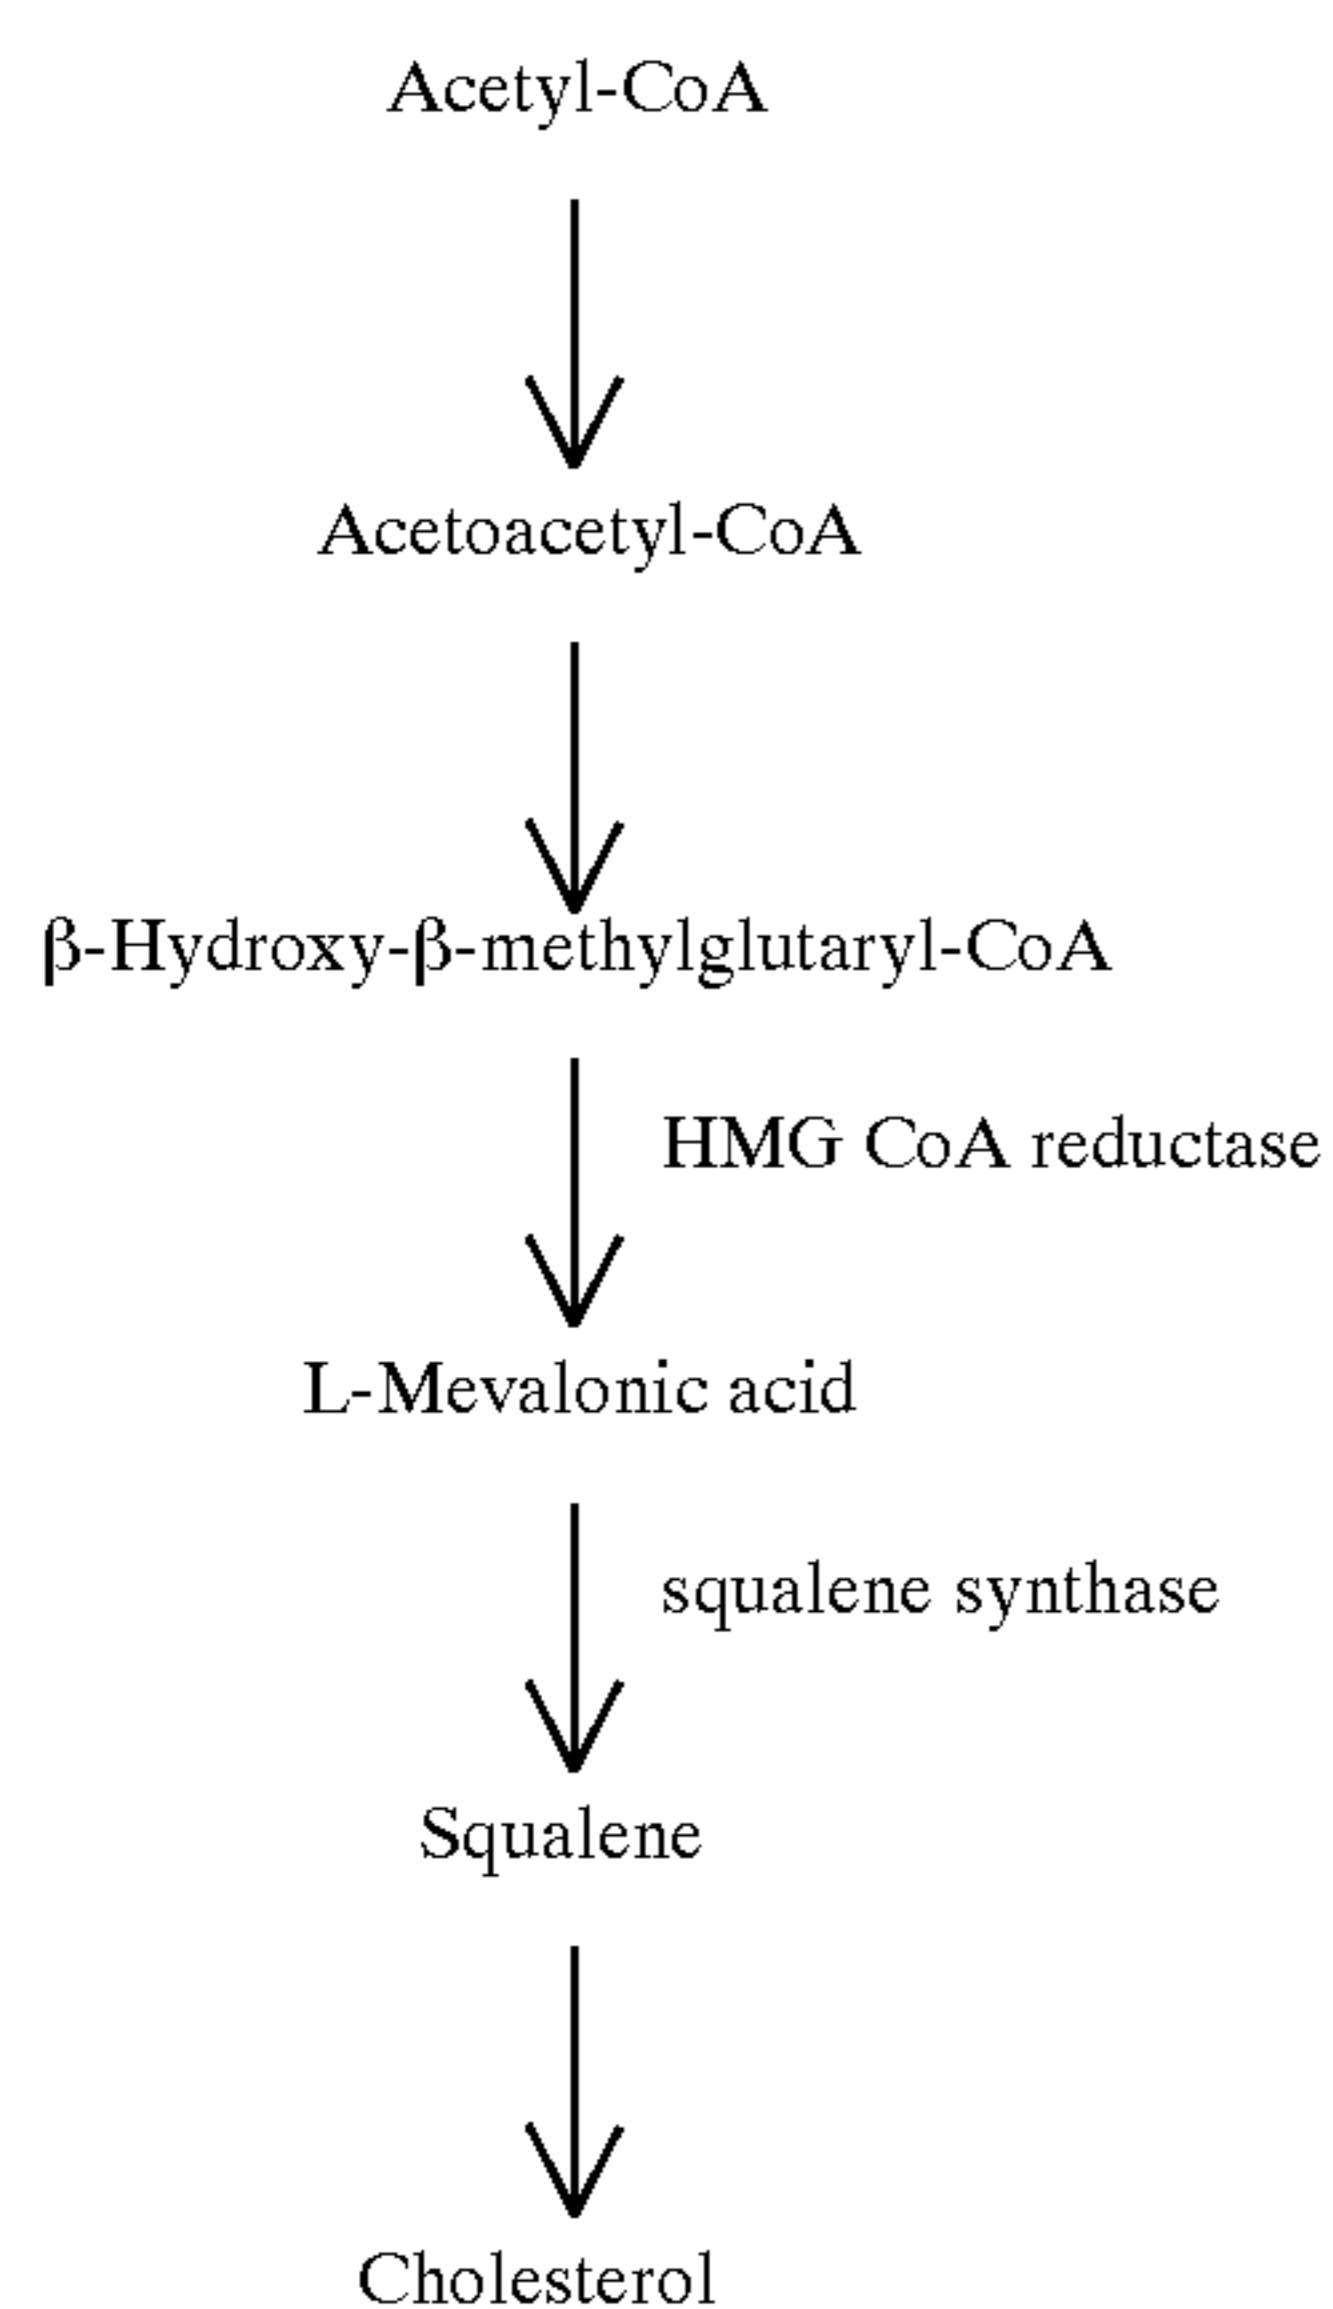 Acetyl-CoA
Acetoacetyl-CoA
β-Hydroxy-β-methylglutaryl-CoA
HMG CoA reductase
L-Mevalonic acid
squalene synthase
Squalene
Cholesterol